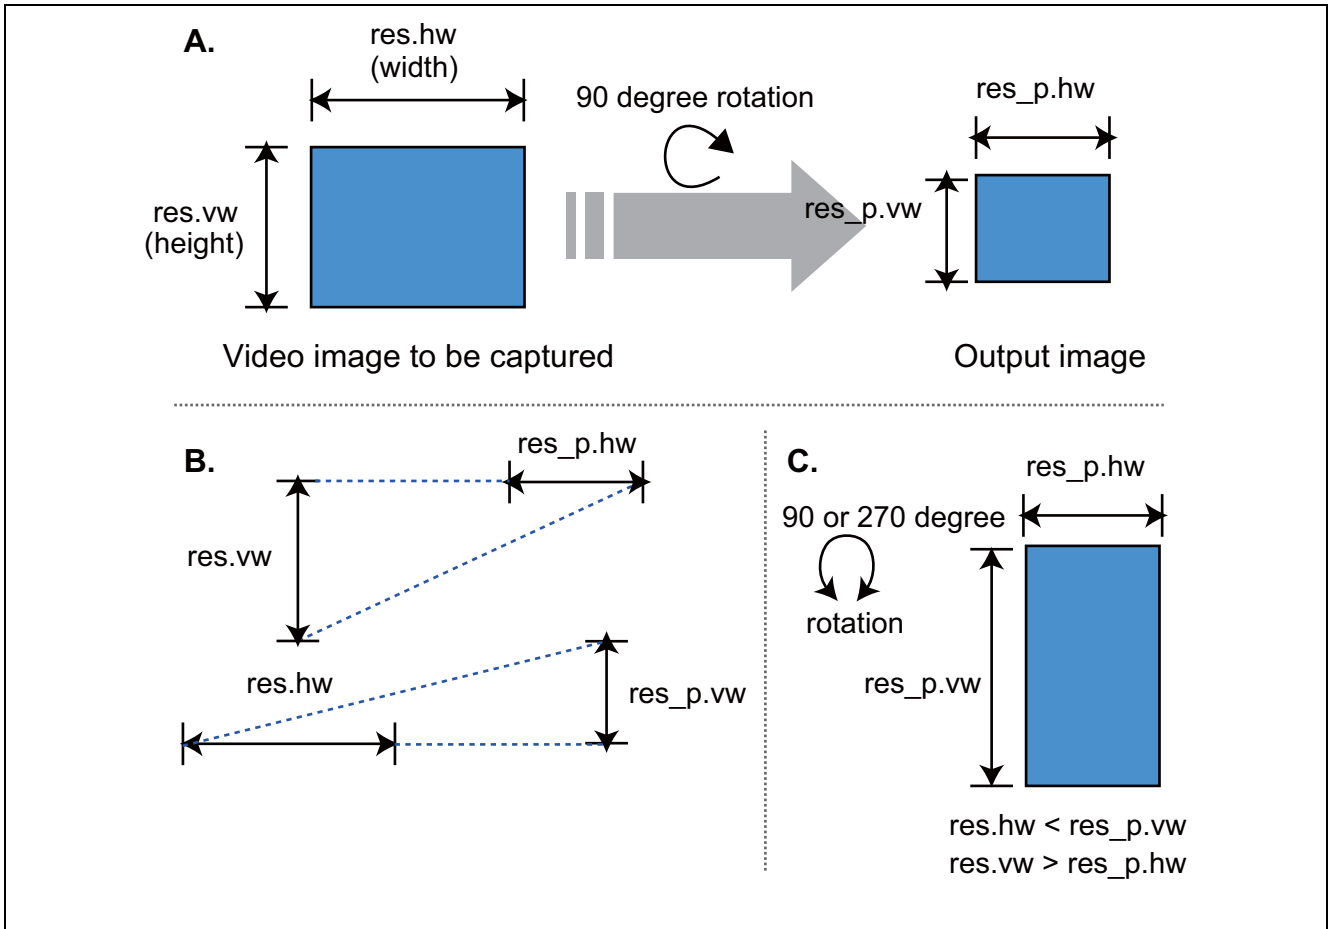 A.
res.hw
(width)
90 degree rotation
res_p.hw
res.vw
(height)
res_p.vw
Video image to be captured
Output image
B.
res_p.hw
res.vw
res.hw
res_p.vw
C.
res_p.hw
90 or 270 degree
rotation
res_p.vw
res.hw < res_p.vw
res.vw > res_p.hw